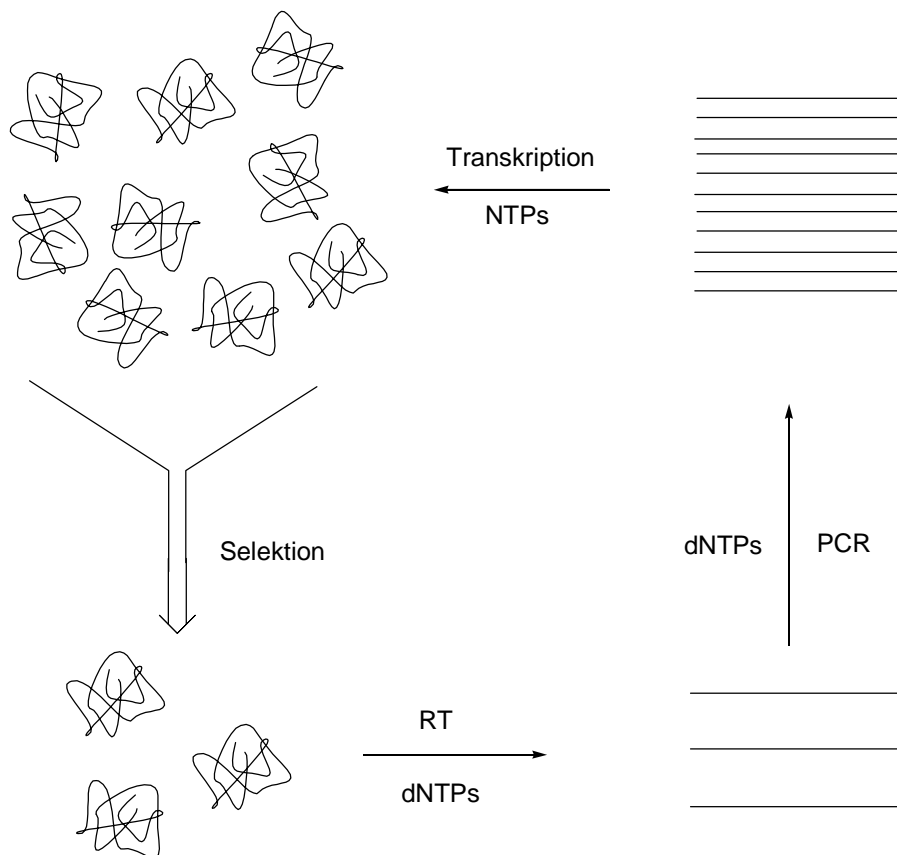 Transkription
NTPs
Selektion
dNTPs
PCR
RT
dNTPs